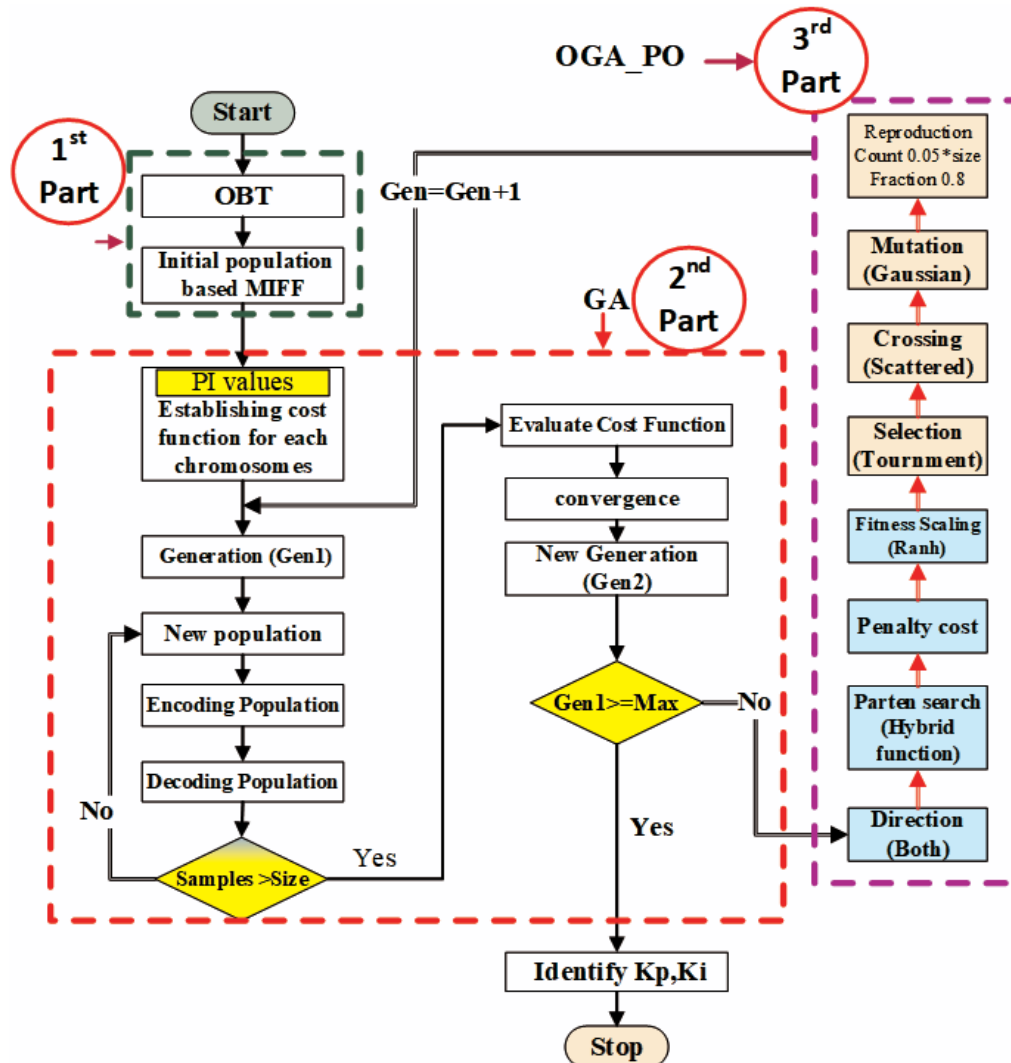 OGA_PO
3rd
Part
Start
1st
Part
OBT
Initial population
based MIFF
Gen=Gen+1
GA
2nd
Part
PI values
Establishing cost
function for each
chromosomes
Generation (Gen1)
New population
Encoding Population
Decoding Population
No
Samples >Size
Yes
Evaluate Cost Function
convergence
New Generation
(Gen2)
Gen1>=Max
No
Yes
Identify Kp,Ki
Stop
Reproduction
Count 0.05*size
Fraction 0.8
Mutation
(Gaussian)
Crossing
(Scattered)
Selection
(Tournment)
Fitness Scaling
(Ranh)
Penalty cost
Parten search
(Hybrid
function)
Direction
(Both)